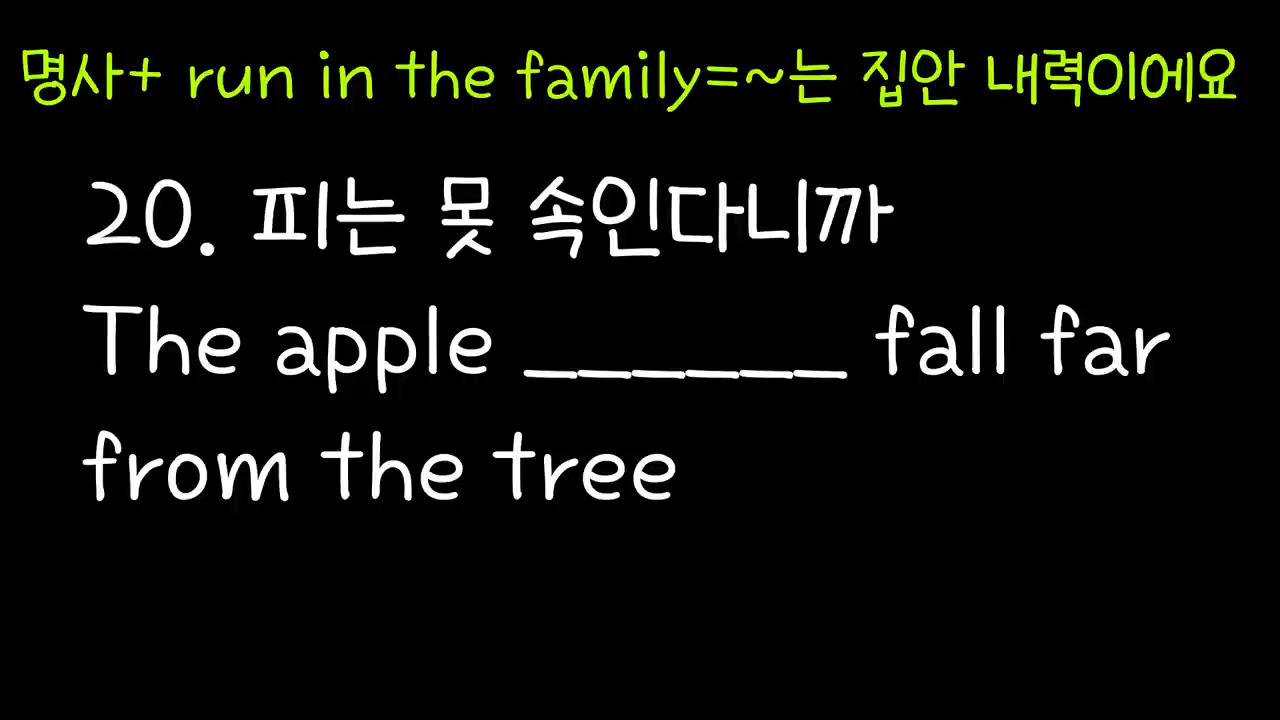 명사+ run in the family=~는 집안 내력이에요
20. 피는 못 속인다니까
The apple ______ fall far
from the tree